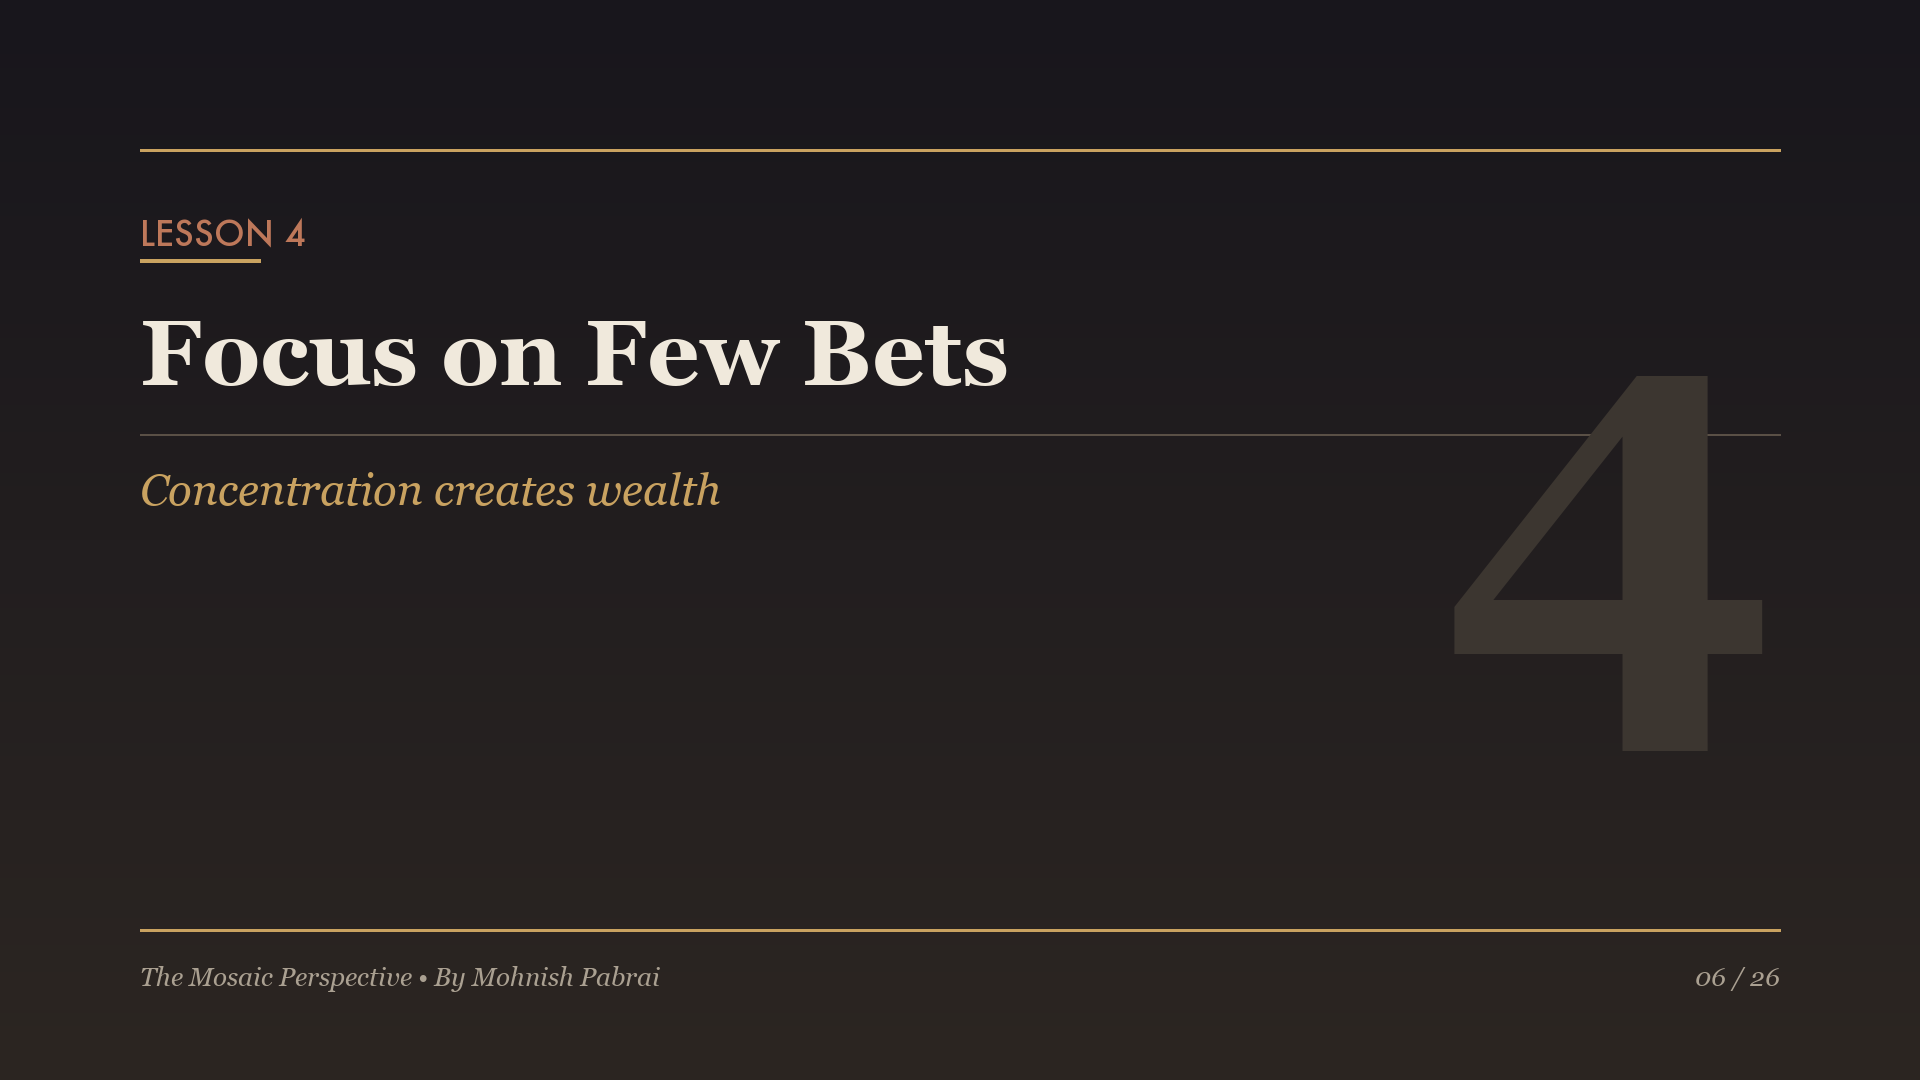 LESSON 4
Focus on Few Bets
Concentration creates wealth
4
The Mosaic Perspective • By Mohnish Pabrai
06 / 26